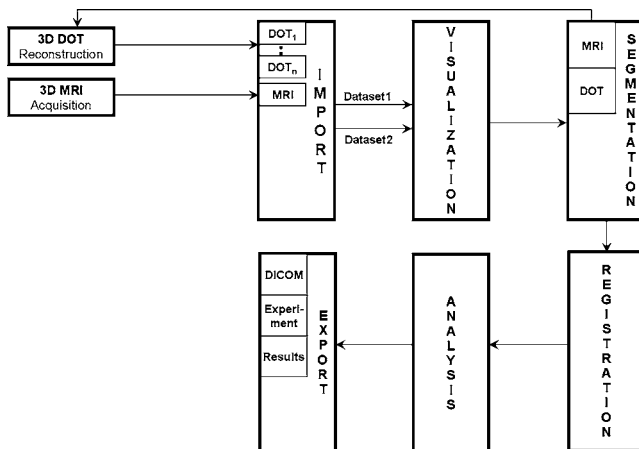 3D DOT
Reconstruction
3D MRI
Acquisition
DOT1
DOTn
MRI
IMPORT
Dataset1
Dataset2
VISUALIZATION
MRI
DOT
SEGMENTATION
DICOM
Experi-
ment
Results
EXPORT
ANALYSIS
REGISTRATION